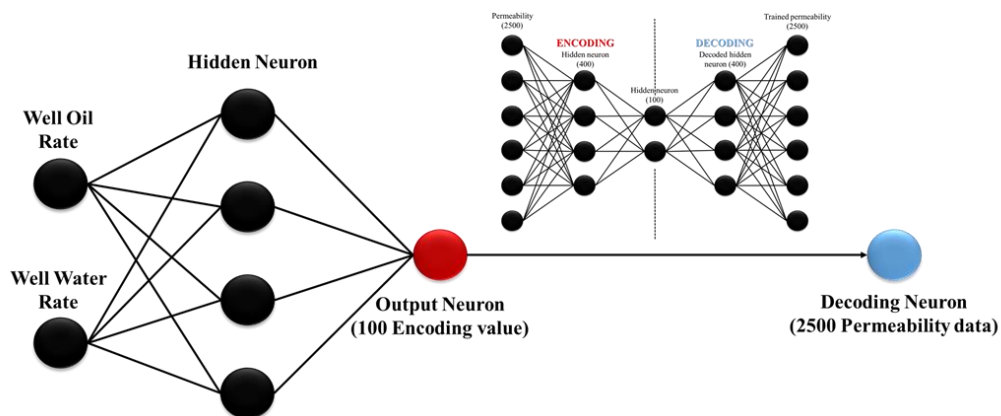 Permeability
(2500)
ENCODING
Hidden neuron
(400)
Hidden neuron
(100)
DECODING
Decoded hidden
neuron (400)
Trained permeability
(2500)
Hidden Neuron
Well Oil
Rate
Well Water
Rate
Output Neuron
(100 Encoding value)
Decoding Neuron
(2500 Permeability data)